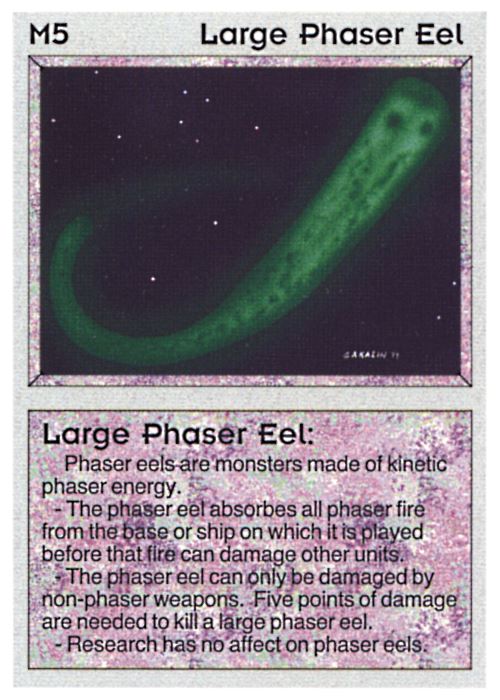 M5 Large Phaser Eel
Large Phaser Eel:
Phaser eels are monsters made of kinetic
phaser energy.
- The phaser eel absorbes all phaser fire
from the base or ship on which it is played
before that fire can damage other units.
- The phaser eel can only be damaged by
non-phaser weapons. Five points of damage
are needed to kill a large phaser eel.
- Research has no affect on phaser eels.